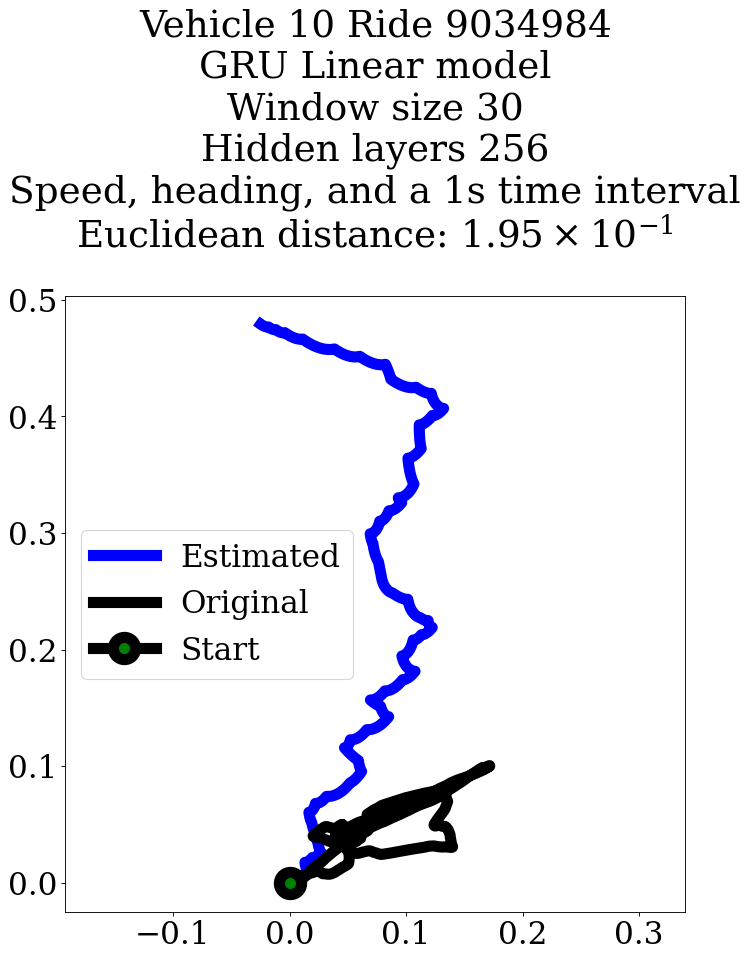 Vehicle 10 Ride 9034984
GRU Linear model
Window size 30
Hidden layers 256
Speed, heading, and a 1s time interval
Euclidean distance: 1.95 × 10⁻¹
0.5
0.4
0.3
0.2
0.1
0.0
Estimated
Original
Start
−0.1 0.0 0.1 0.2 0.3